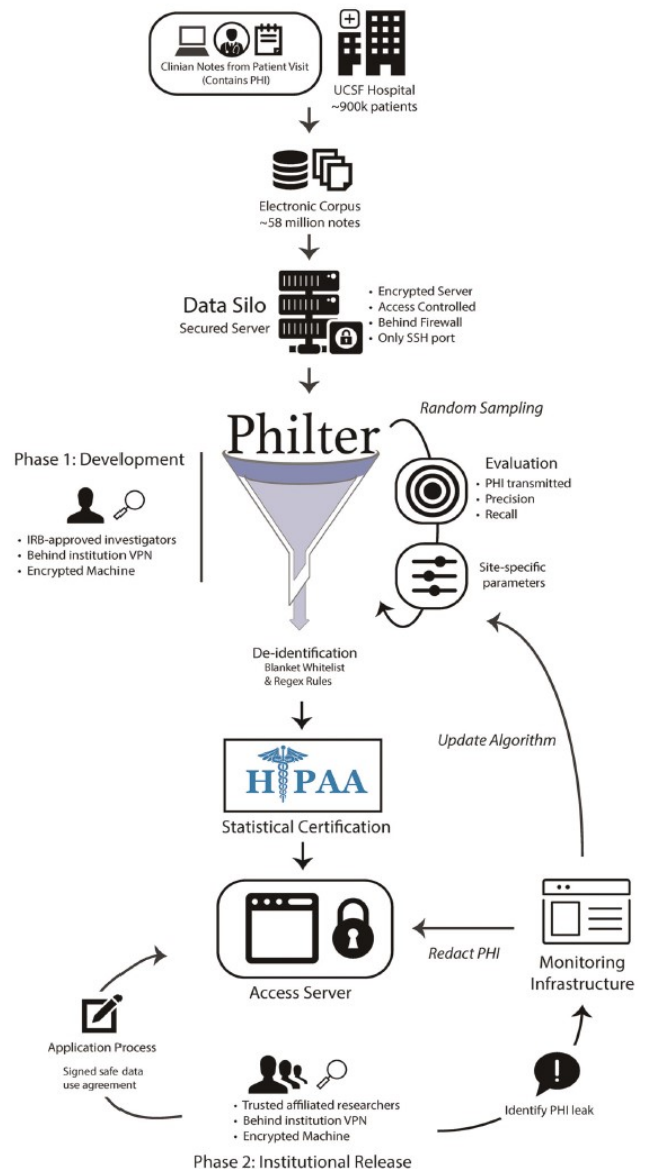 Clinian Notes from Patient Visit
(Contains PHI)
UCSF Hospital
~900k patients
Electronic Corpus
~58 million notes
Data Silo
Secured Server
• Encrypted Server
• Access Controlled
• Behind Firewall
• Only SSH port
Philter
Random Sampling
Phase 1: Development
• IRB-approved investigators
• Behind institution VPN
• Encrypted Machine
Evaluation
• PHI transmitted
• Precision
• Recall
Site-specific
parameters
De-identification
Blanket Whitelist
& Regex Rules
Update Algorithm
HIPAA
Statistical Certification
Access Server
Redact PHI
Monitoring
Infrastructure
Application Process
Signed safe data
use agreement
• Trusted affiliated researchers
• Behind institution VPN
• Encrypted Machine
Identify PHI leak
Phase 2: Institutional Release